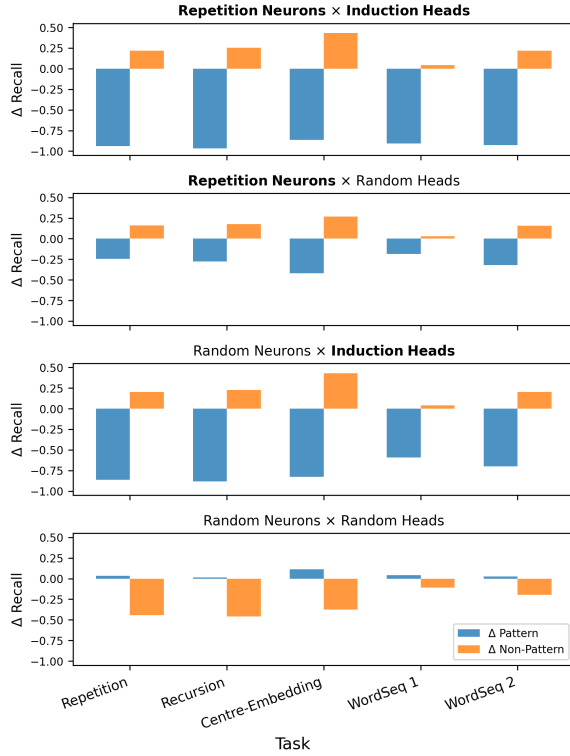 Repetition Neurons × Induction Heads
0.50
0.25
0.00
−0.25
−0.50
−0.75
−1.00
Δ Recall
Repetition Neurons × Random Heads
0.50
0.25
0.00
−0.25
−0.50
−0.75
−1.00
Δ Recall
Random Neurons × Induction Heads
0.50
0.25
0.00
−0.25
−0.50
−0.75
−1.00
Δ Recall
Random Neurons × Random Heads
0.50
0.25
0.00
−0.25
−0.50
−0.75
−1.00
Δ Recall
Δ Pattern
Δ Non-Pattern
Repetition
Recursion
Centre-Embedding
WordSeq 1
WordSeq 2
Task